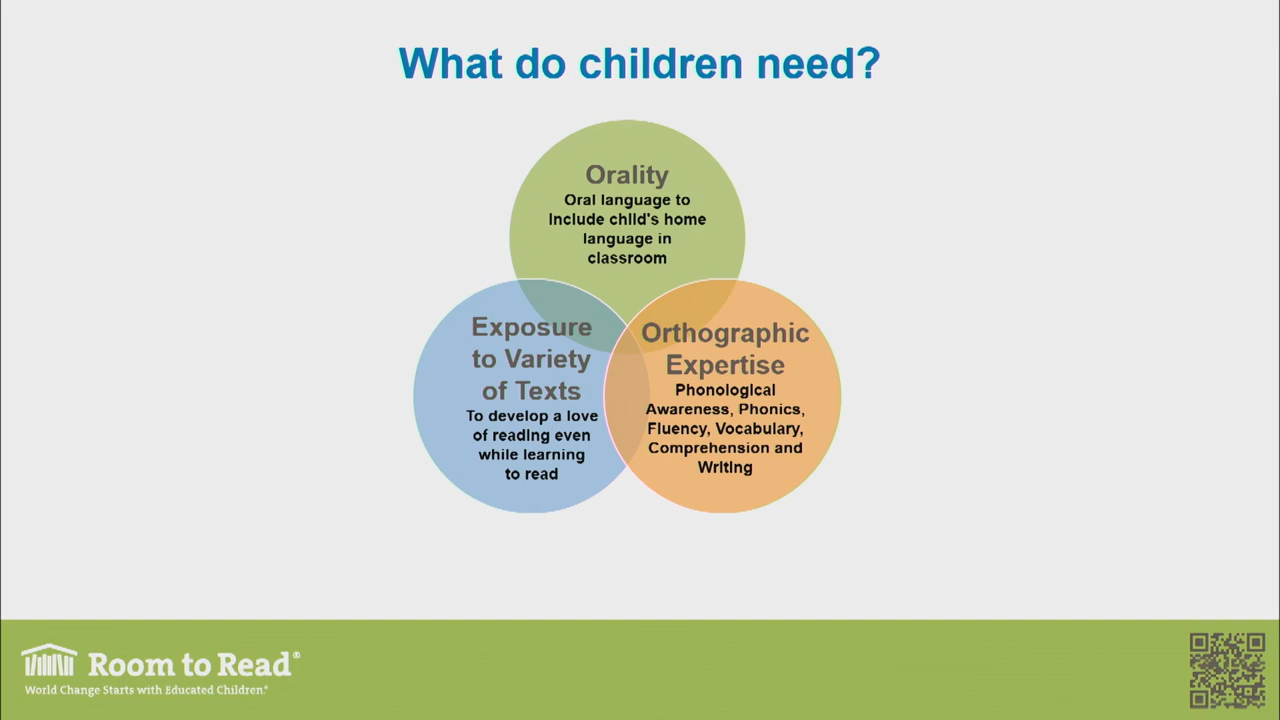 What do children need?
Orality
Oral language to
include child's home
language in
classroom
Exposure
to Variety
of Texts
To develop a love
of reading even
while learning
to read
Orthographic
Expertise
Phonological
Awareness, Phonics,
Fluency, Vocabulary,
Comprehension and
Writing
Room to Read®
World Change Starts with Educated Children.®